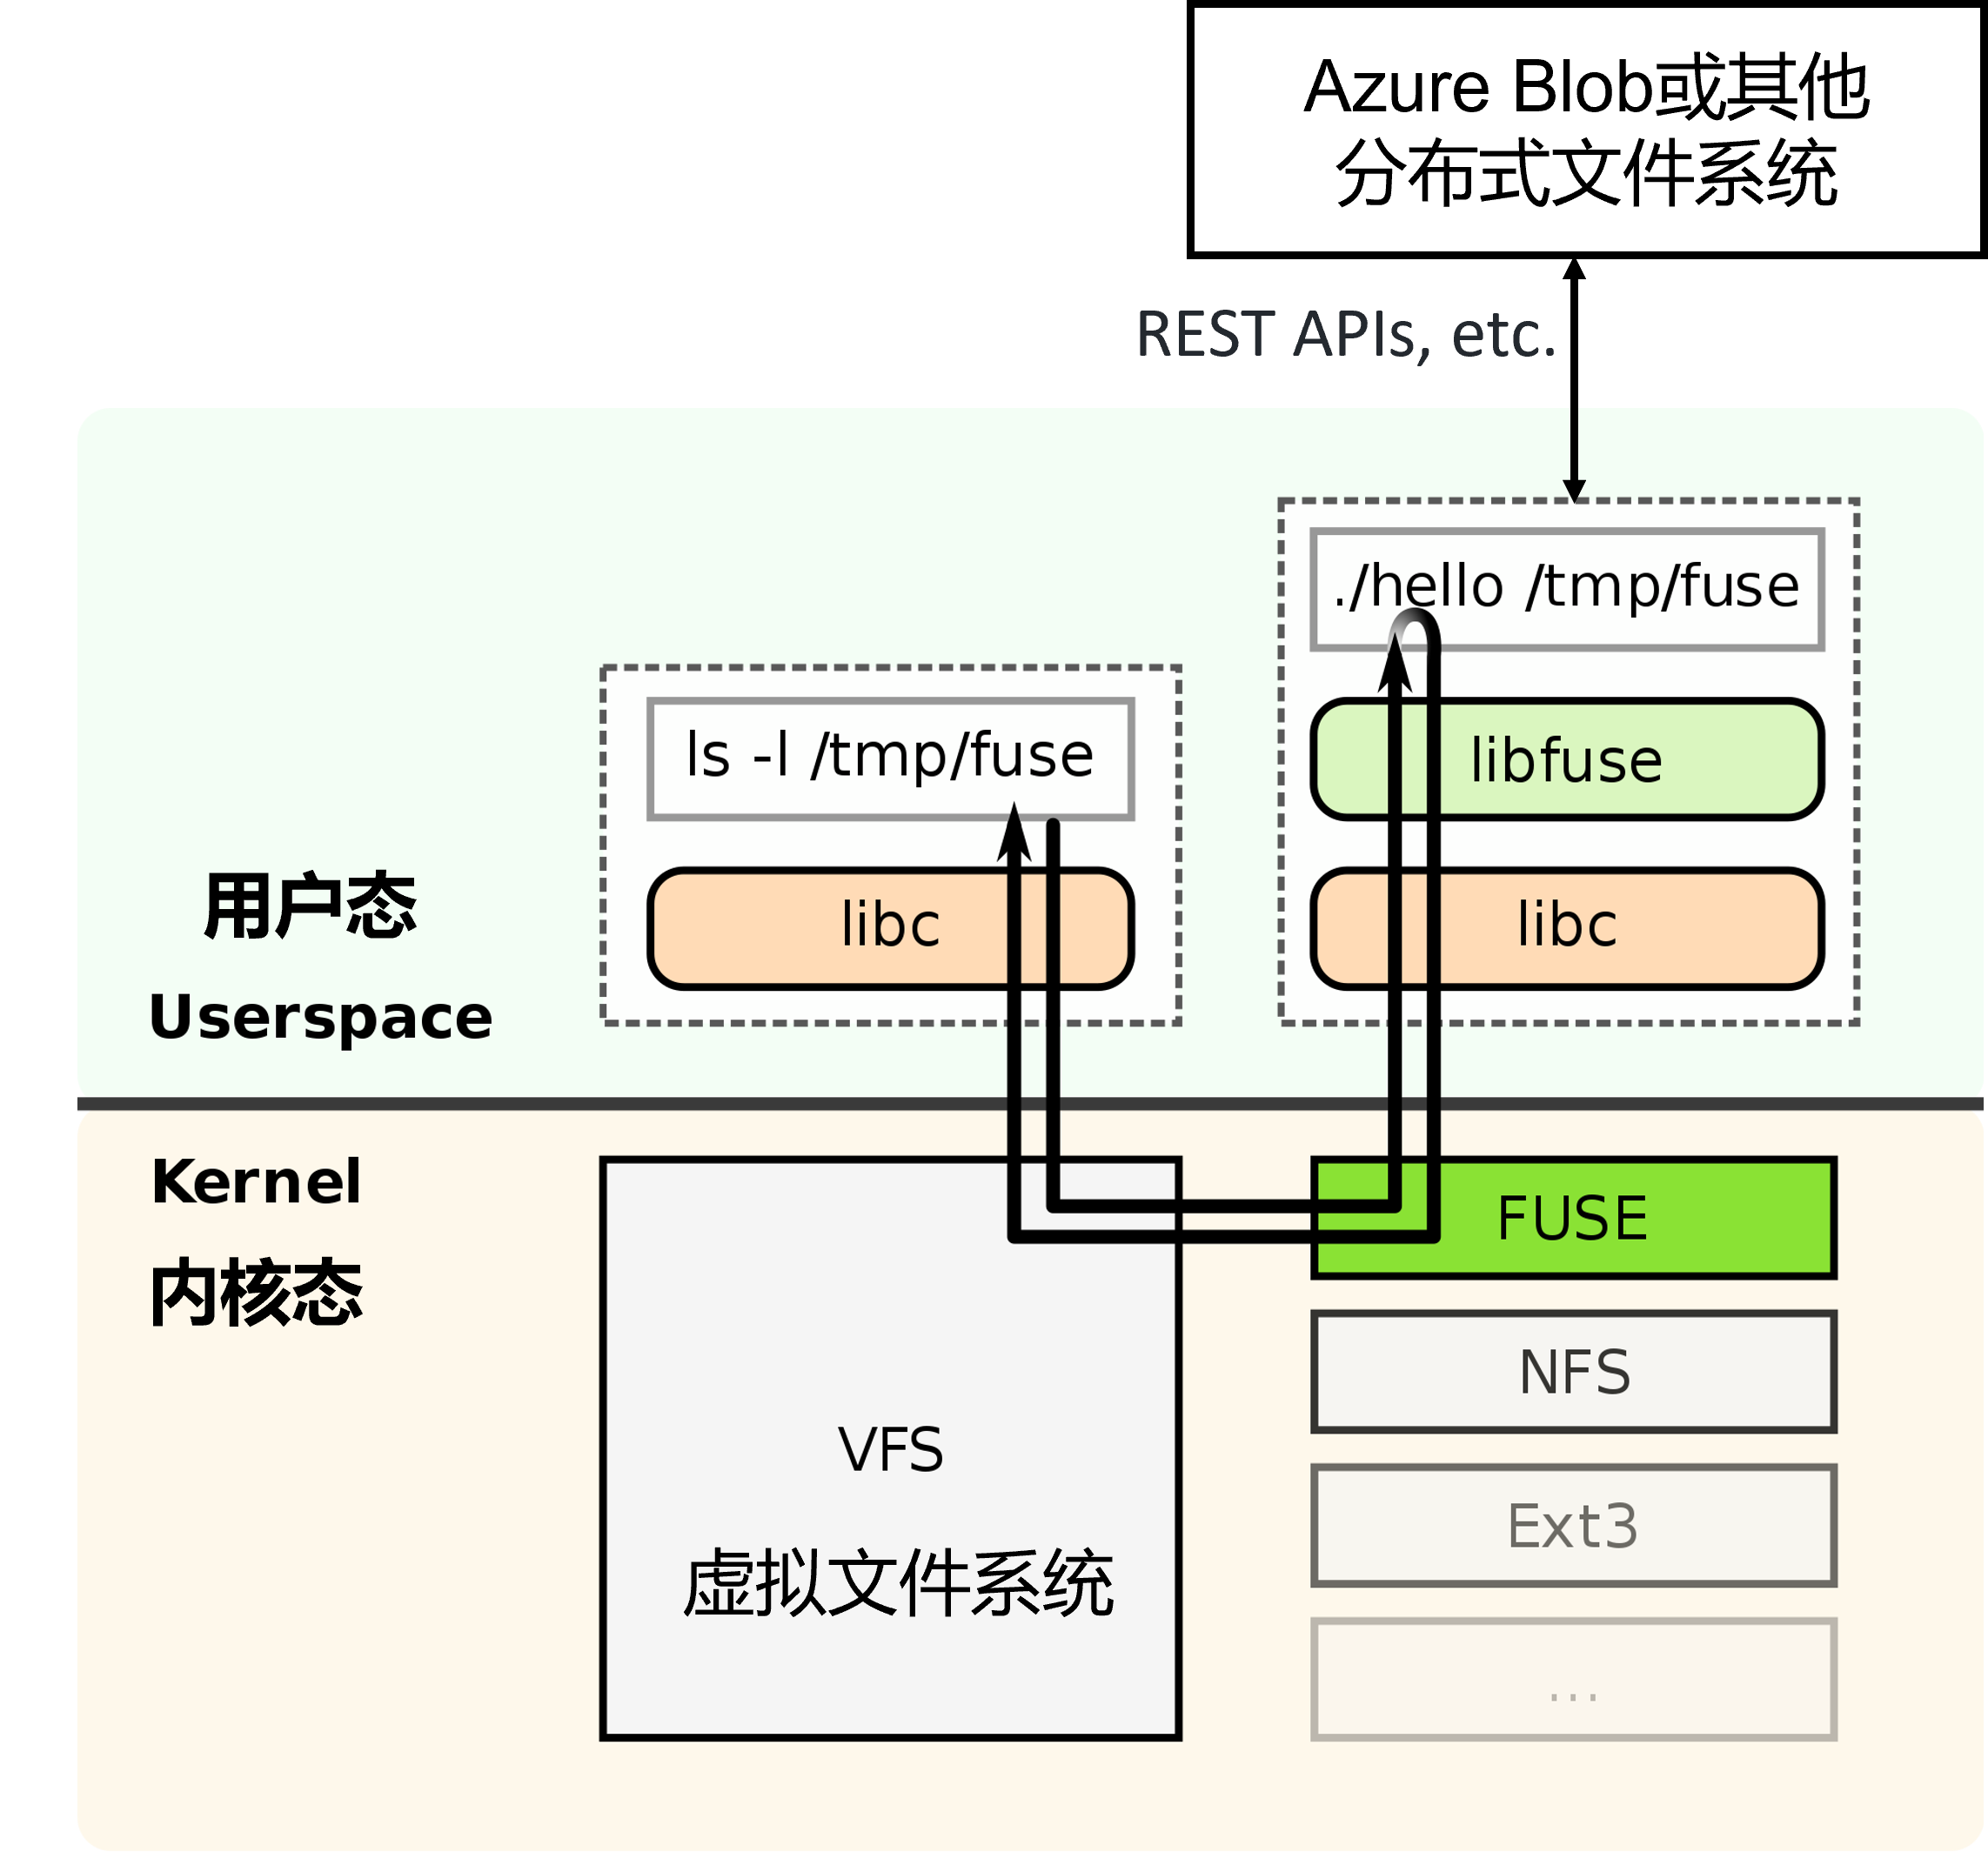 Azure Blob或其他
分布式文件系统
REST APIs, etc.
./hello /tmp/fuse
ls -l /tmp/fuse
libfuse
libc
libc
用户态
Userspace
Kernel
内核态
FUSE
NFS
VFS
虚拟文件系统
Ext3
...